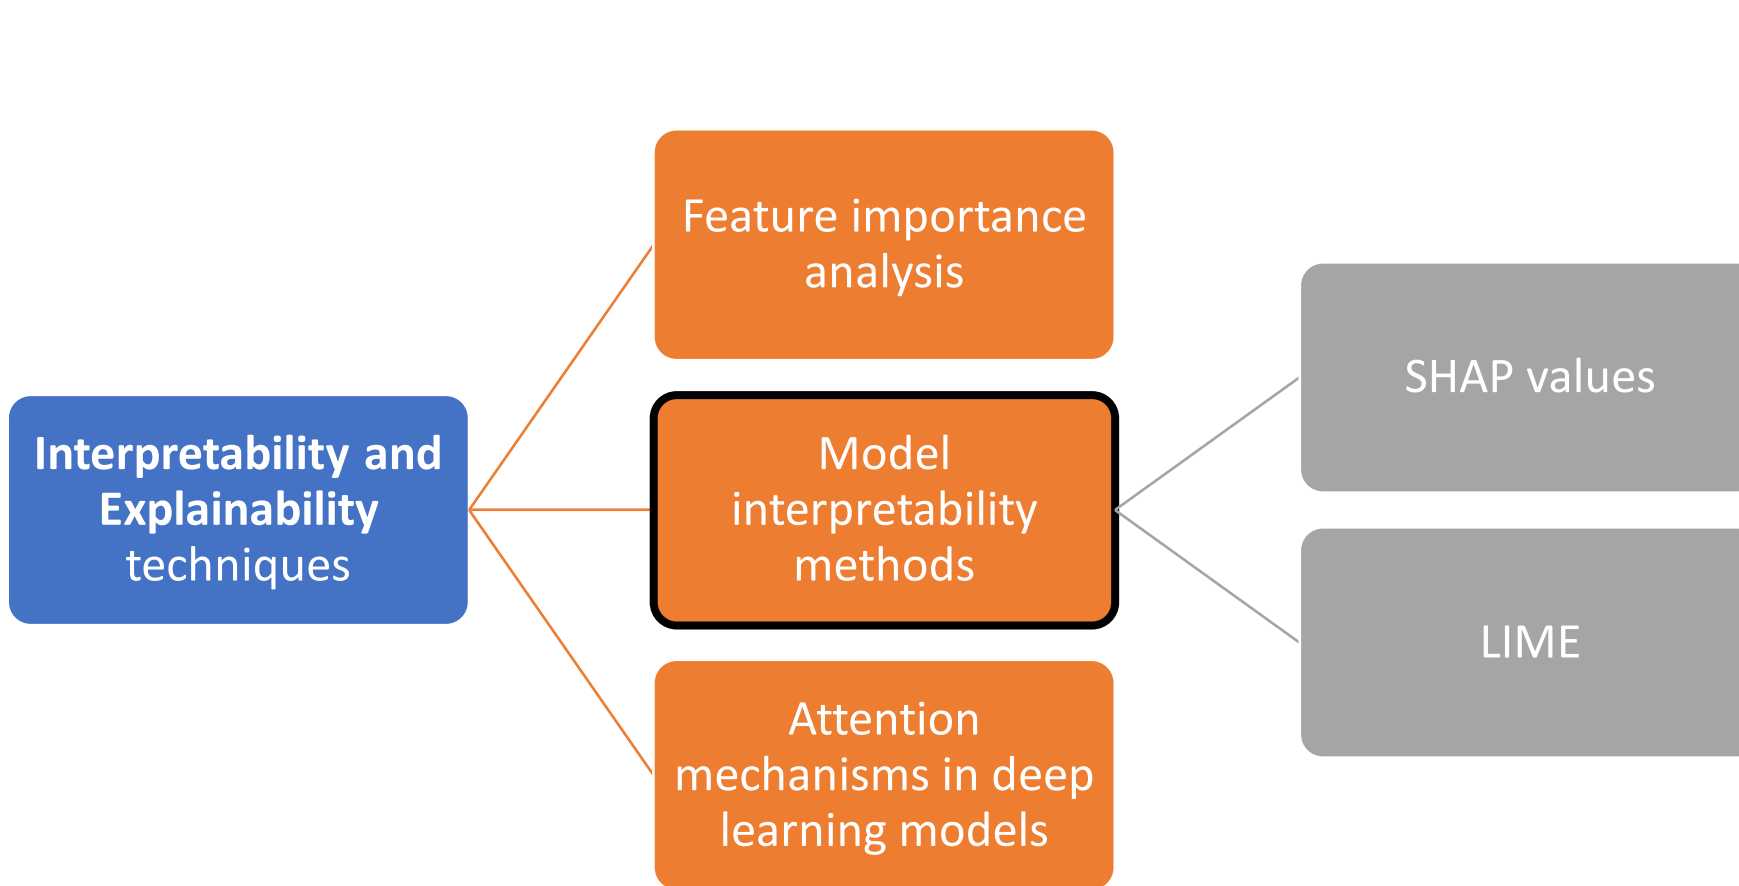 Interpretability and
Explainability
techniques
Feature importance
analysis
Model
interpretability
methods
Attention
mechanisms in deep
learning models
SHAP values
LIME